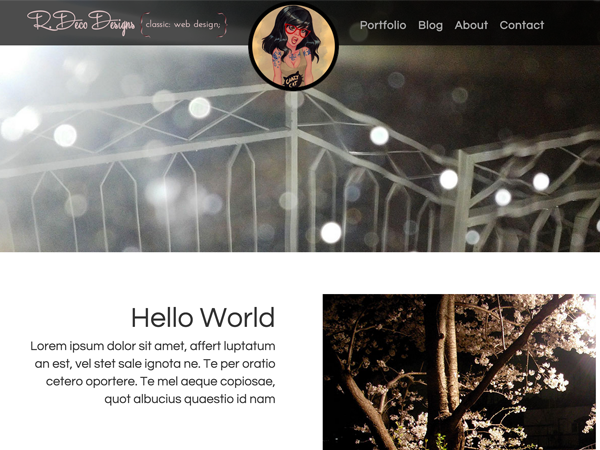 R. Deco Designs {classic: web design;}
Portfolio Blog About Contact
CRAZY
CAT
Hello World
Lorem ipsum dolor sit amet, affert luptatum
an est, vel stet sale ignota ne. Te per oratio
cetero oportere. Te mel aeque copiosae,
quot albucius quaestio id nam